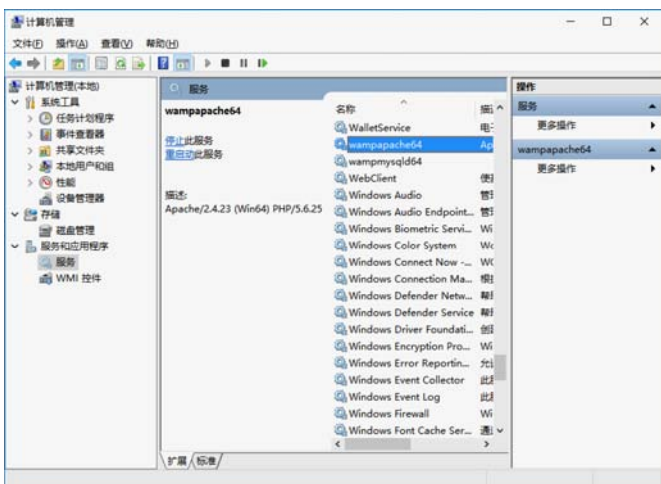 计算机管理
文件(F) 操作(A) 查看(V) 帮助(H)
计算机管理(本地)
系统工具
任务计划程序
事件查看器
共享文件夹
本地用户和组
性能
设备管理器
存储
磁盘管理
服务和应用程序
服务
WMI 控件
服务
wampapache64
停止此服务
重启动此服务
描述:
Apache/2.4.23 (Win64) PHP/5.6.25
名称
WalletService
wampapache64 Ap
wampmysqld64
WebClient
Windows Audio
Windows Audio Endpoint...
Windows Biometric Servi... Wi
Windows Color System Wc
Windows Connect Now -... WC
Windows Connection Ma...
Windows Defender Netw...
Windows Defender Service
Windows Driver Foundati...
Windows Encryption Pro... Wi
Windows Error Reportin...
Windows Event Collector
Windows Event Log
Windows Firewall Wi
Windows Font Cache Ser...
扩展 标准
操作
服务
更多操作
wampapache64
更多操作